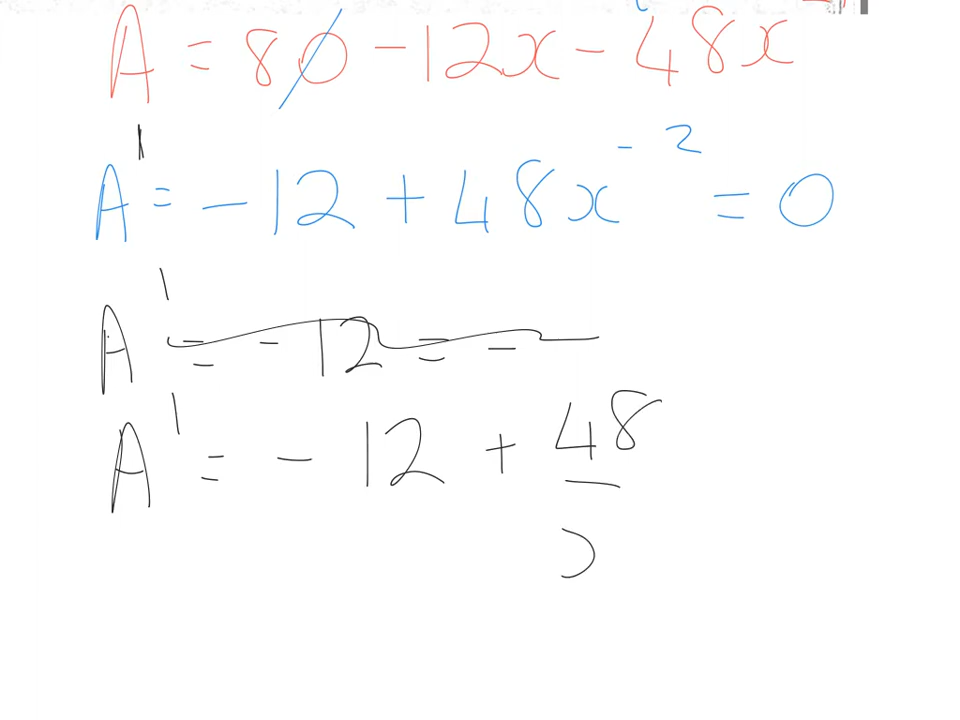 A = 80 - 12x - 48x⁻
A' = -12 + 48x⁻² = 0
A' = -12 = -
A' = -12 + 48/